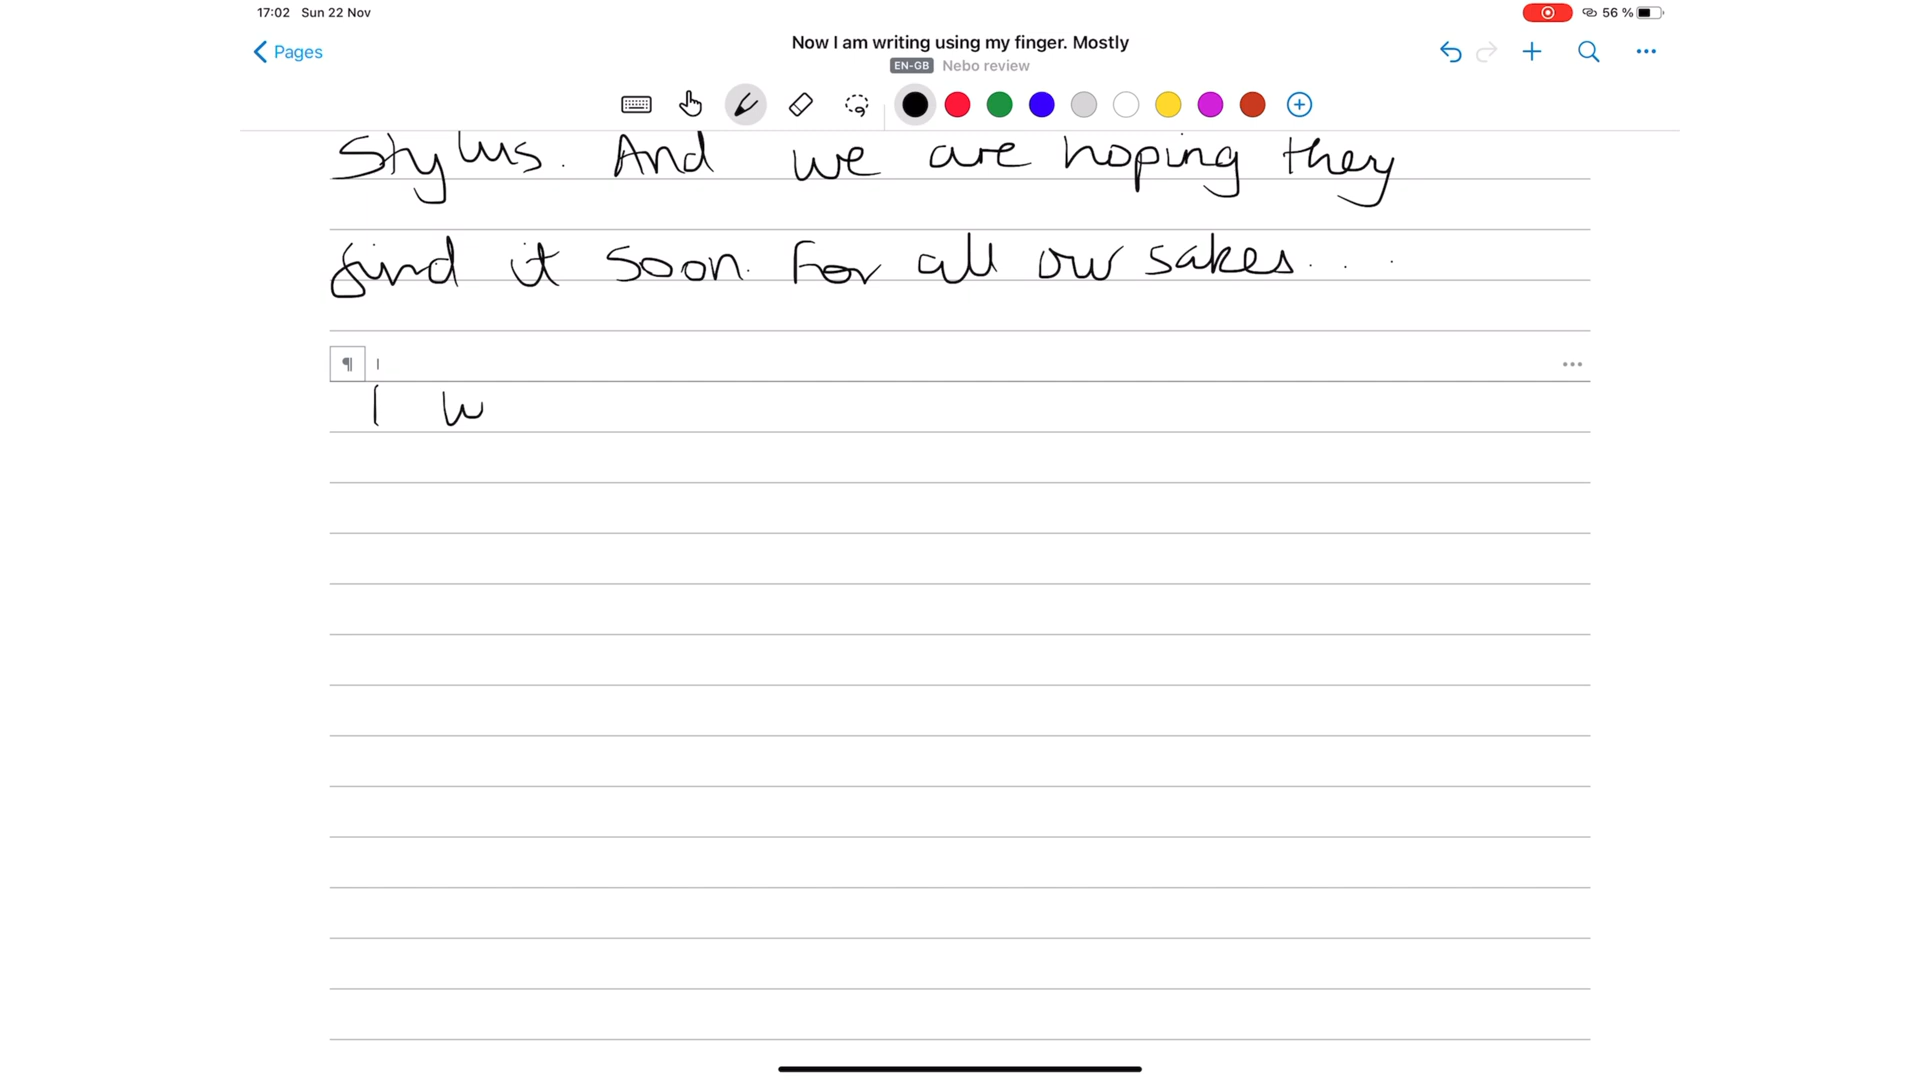 17:02 Sun 22 Nov 56 %
Pages
Now I am writing using my finger. Mostly
EN-GB Nebo review
Stylus. And we are hoping they
find it soon. For all our sakes...
¶ I
I w